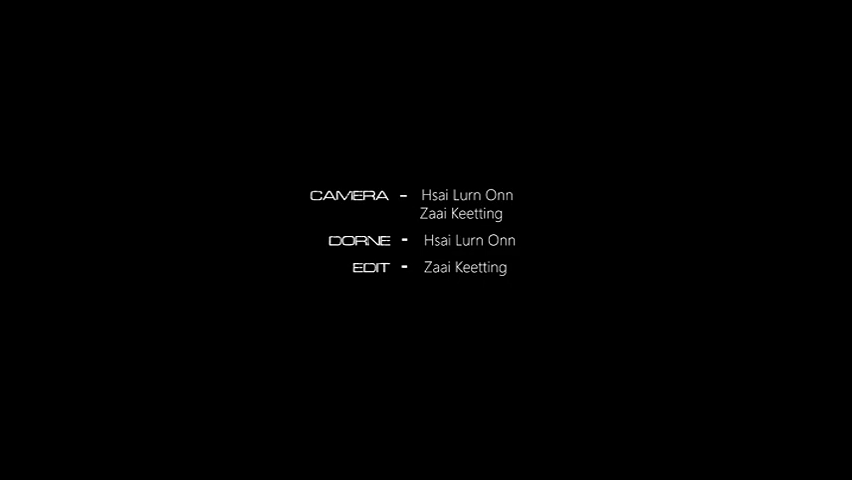 CAMERA - Hsai Lurn Onn
Zaai Keetting
DORNE - Hsai Lurn Onn
EDIT - Zaai Keetting